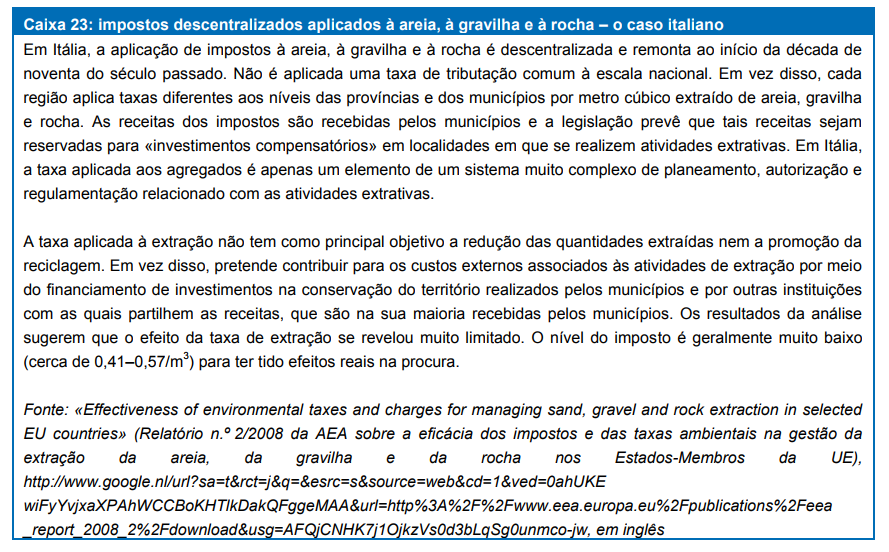 Caixa 23: impostos descentralizados aplicados à areia, à gravilha e à rocha – o caso italiano
Em Itália, a aplicação de impostos à areia, à gravilha e à rocha é descentralizada e remonta ao início da década de
noventa do século passado. Não é aplicada uma taxa de tributação comum à escala nacional. Em vez disso, cada
região aplica taxas diferentes aos níveis das províncias e dos municípios por metro cúbico extraído de areia, gravilha
e rocha. As receitas dos impostos são recebidas pelos municípios e a legislação prevê que tais receitas sejam
reservadas para «investimentos compensatórios» em localidades em que se realizem atividades extrativas. Em Itália,
a taxa aplicada aos agregados é apenas um elemento de um sistema muito complexo de planeamento, autorização e
regulamentação relacionado com as atividades extrativas.
A taxa aplicada à extração não tem como principal objetivo a redução das quantidades extraídas nem a promoção da
reciclagem. Em vez disso, pretende contribuir para os custos externos associados às atividades de extração por meio
do financiamento de investimentos na conservação do território realizados pelos municípios e por outras instituições
com as quais partilhem as receitas, que são na sua maioria recebidas pelos municípios. Os resultados da análise
sugerem que o efeito da taxa de extração se revelou muito limitado. O nível do imposto é geralmente muito baixo
(cerca de 0,41–0,57/m³) para ter tido efeitos reais na procura.
Fonte: «Effectiveness of environmental taxes and charges for managing sand, gravel and rock extraction in selected
EU countries» (Relatório n.º 2/2008 da AEA sobre a eficácia dos impostos e das taxas ambientais na gestão da
extração da areia, da gravilha e da rocha nos Estados-Membros da UE),
http://www.google.nl/url?sa=t&rct=j&q=&esrc=s&source=web&cd=1&ved=0ahUKE
wiFyYvjxaXPAhWCCBoKHTlkDakQFggeMAA&url=http%3A%2F%2Fwww.eea.europa.eu%2Fpublications%2Feea
_report_2008_2%2Fdownload&usg=AFQjCNHK7j1OjkzVs0d3bLqSg0unmco-jw, em inglês